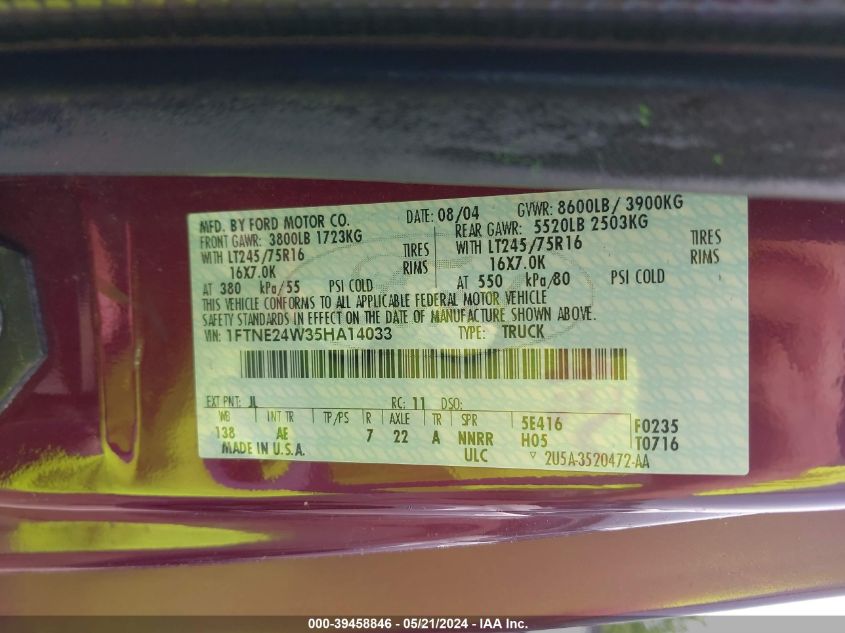 MFD. BY FORD MOTOR CO. DATE: 08/04 GVWR: 8600LB / 3900KG
FRONT GAWR: 3800LB 1723KG REAR GAWR: 5520LB 2503KG
WITH LT245/75R16 TIRES WITH LT245/75R16 TIRES
16X7.0K RIMS 16X7.0K RIMS
AT 380 kPa/55 PSI COLD AT 550 kPa/80 PSI COLD
THIS VEHICLE CONFORMS TO ALL APPLICABLE FEDERAL MOTOR VEHICLE
SAFETY STANDARDS IN EFFECT ON THE DATE OF MANUFACTURE SHOWN ABOVE.
VIN: 1FTNE24W35HA14033 TYPE: TRUCK
EXT PNT: JL RC: 11 DSO:
WB INT TR TP/PS R AXLE TR SPR 5E416 F0235
138 AE 7 22 A NNRR H05 T0716
MADE IN U.S.A. ULC ▽ 2U5A-3520472-AA
000-39458846 - 05/21/2024 - IAA Inc.